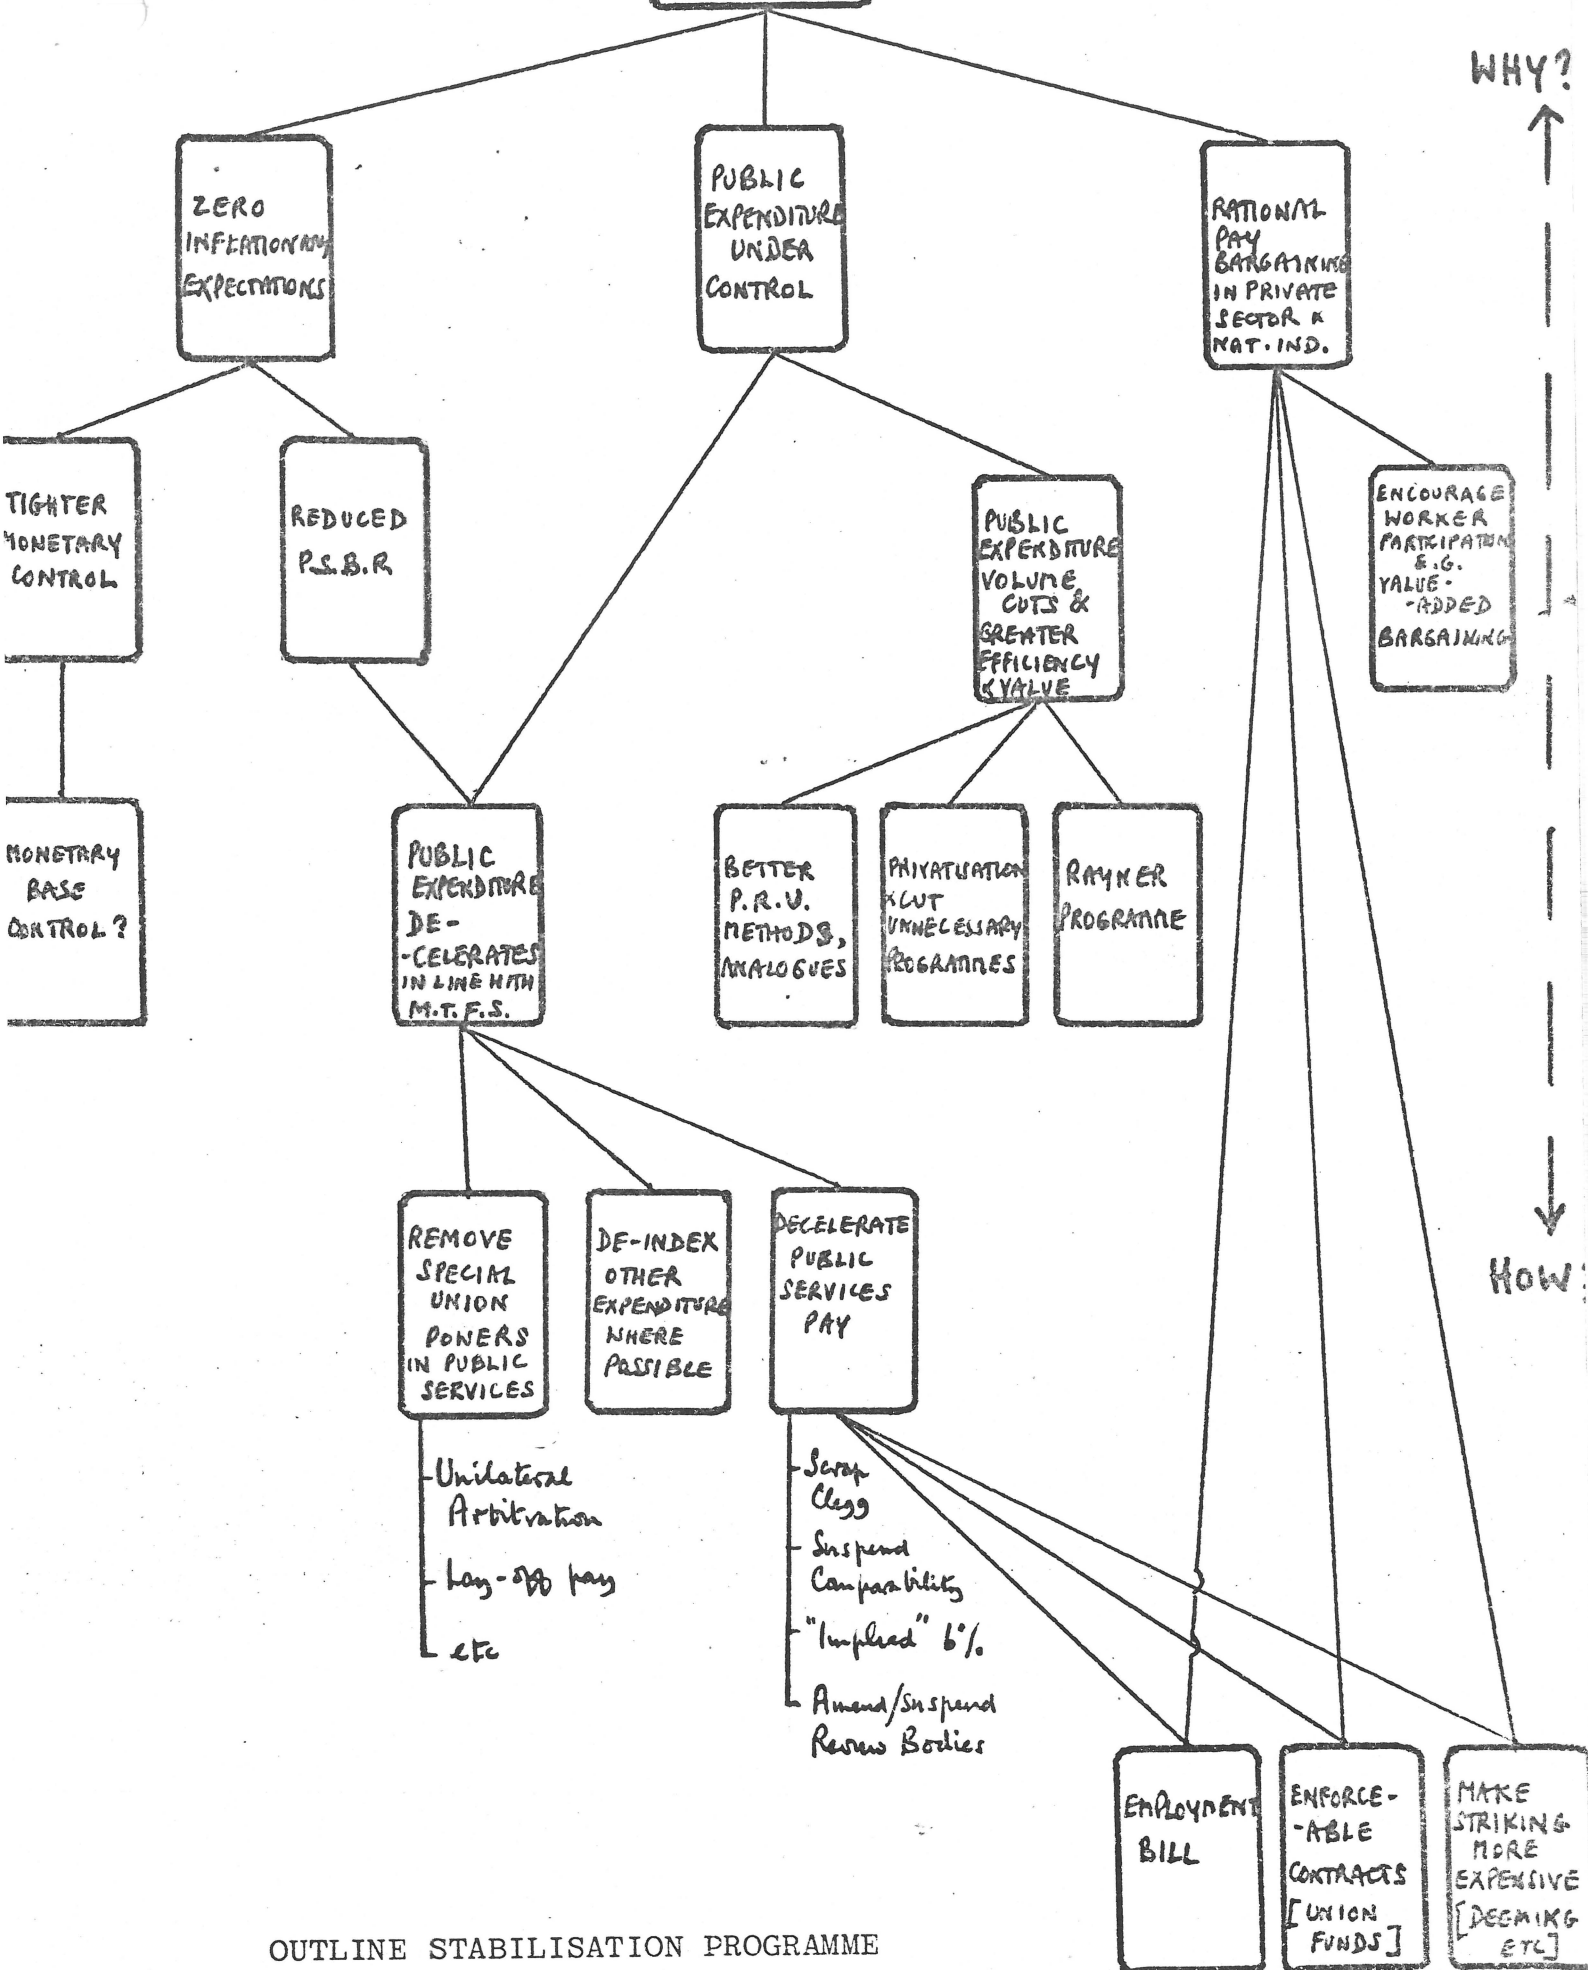 WHY?
ZERO
INFLATIONARY
EXPECTATIONS
PUBLIC
EXPENDITURE
UNDER
CONTROL
RATIONAL
PAY
BARGAINING
IN PRIVATE
SECTOR &
NAT. IND.
TIGHTER
MONETARY
CONTROL
REDUCED
P.S.B.R.
PUBLIC
EXPENDITURE
VOLUME
CUTS &
GREATER
EFFICIENCY
& VALUE
ENCOURAGE
WORKER
PARTICIPATION
E.G.
VALUE-
-ADDED
BARGAINING
MONETARY
BASE
CONTROL?
PUBLIC
EXPENDITURE
DE-
-CELERATES
IN LINE WITH
M.T.F.S.
BETTER
P.R.U.
METHODS,
ANALOGUES
PRIVATISATION
& CUT
UNNECESSARY
PROGRAMMES
RAYNER
PROGRAMME
REMOVE
SPECIAL
UNION
POWERS
IN PUBLIC
SERVICES
DE-INDEX
OTHER
EXPENDITURE
WHERE
POSSIBLE
DECELERATE
PUBLIC
SERVICES
PAY
HOW?
Unilateral
Arbitration
Lay-off pay
etc
Scrap
Clegg
Suspend
Comparability
"Implied" 6%
Amend/Suspend
Review Bodies
EMPLOYMENT
BILL
ENFORCE-
-ABLE
CONTRACTS
[UNION
FUNDS]
MAKE
STRIKING
MORE
EXPENSIVE
[DEEMING
ETC]
OUTLINE STABILISATION PROGRAMME